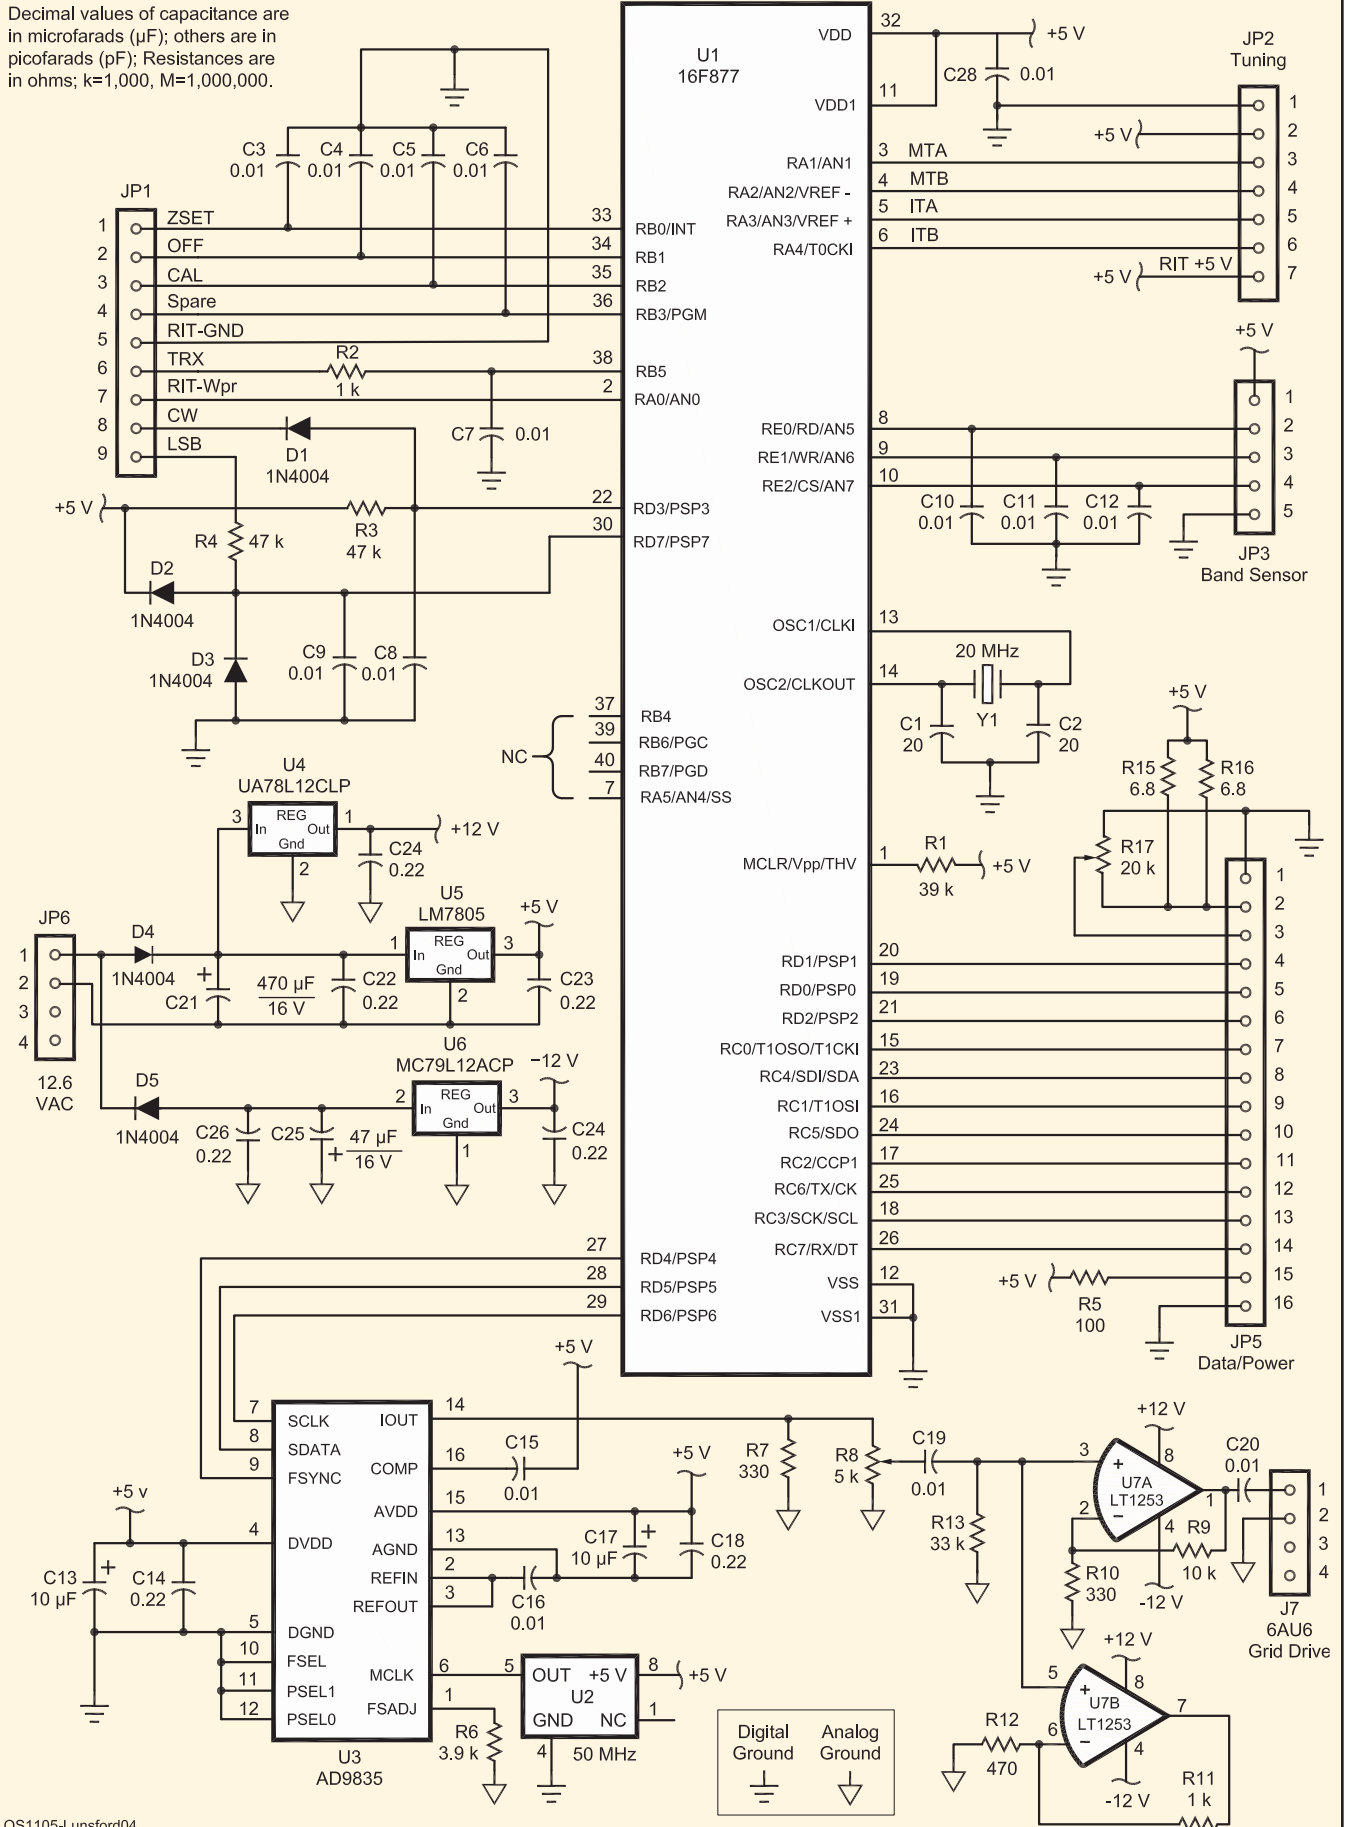 Decimal values of capacitance are
in microfarads (µF); others are in
picofarads (pF); Resistances are
in ohms; k=1,000, M=1,000,000.
U1
16F877
VDD
32
+5 V
C28
0.01
VDD1
11
JP2
Tuning
1
+5 V
2
RA1/AN1
3
MTA
3
RA2/AN2/VREF -
4
MTB
4
RA3/AN3/VREF +
5
ITA
5
RA4/T0CKI
6
ITB
6
+5 V
RIT +5 V
7
C3
0.01
C4
0.01
C5
0.01
C6
0.01
JP1
1
ZSET
33
RB0/INT
2
OFF
34
RB1
3
CAL
35
RB2
4
Spare
36
RB3/PGM
5
RIT-GND
6
TRX
R2
1 k
38
RB5
7
RIT-Wpr
2
RA0/AN0
8
CW
9
LSB
D1
1N4004
C7
0.01
+5 V
R3
47 k
22
RD3/PSP3
30
RD7/PSP7
R4
47 k
D2
1N4004
D3
1N4004
C9
0.01
C8
0.01
+5 V
1
RE0/RD/AN5
8
2
RE1/WR/AN6
9
3
RE2/CS/AN7
10
4
5
C10
0.01
C11
0.01
C12
0.01
JP3
Band Sensor
OSC1/CLKI
13
20 MHz
OSC2/CLKOUT
14
Y1
C1
20
C2
20
NC
37
RB4
39
RB6/PGC
40
RB7/PGD
7
RA5/AN4/SS
U4
UA78L12CLP
3
REG
In
Out
Gnd
1
2
+12 V
C24
0.22
+5 V
R15
6.8
R16
6.8
R17
20 k
MCLR/Vpp/THV
1
R1
39 k
+5 V
JP6
1
2
3
4
12.6
VAC
D4
1N4004
C21
+
470 µF
16 V
C22
0.22
U5
LM7805
1
REG
In
Out
Gnd
3
2
+5 V
C23
0.22
U6
MC79L12ACP
2
REG
In
Out
Gnd
3
1
−12 V
C24
0.22
D5
1N4004
C26
0.22
C25
+
47 µF
16 V
1
2
3
RD1/PSP1
20
4
RD0/PSP0
19
5
RD2/PSP2
21
6
RC0/T1OSO/T1CKI
15
7
RC4/SDI/SDA
23
8
RC1/T1OSI
16
9
RC5/SDO
24
10
RC2/CCP1
17
11
RC6/TX/CK
25
12
RC3/SCK/SCL
18
13
RC7/RX/DT
26
14
VSS
12
+5 V
R5
100
15
VSS1
31
16
JP5
Data/Power
27
RD4/PSP4
28
RD5/PSP5
29
RD6/PSP6
+5 V
7
SCLK
IOUT
14
8
SDATA
COMP
16
C15
0.01
9
FSYNC
AVDD
15
+5 V
+5 v
4
DVDD
AGND
13
REFIN
2
REFOUT
3
C16
0.01
C17
10 µF
+
C18
0.22
C13
10 µF
+
C14
0.22
5
DGND
10
FSEL
11
PSEL1
12
PSEL0
MCLK
6
FSADJ
1
U3
AD9835
R6
3.9 k
5
OUT
+5 V
8
+5 V
U2
GND
NC
1
4
50 MHz
R7
330
R8
5 k
C19
0.01
R13
33 k
+12 V
3
+
8
U7A
LT1253
2
−
4
1
-12 V
R9
10 k
R10
330
C20
0.01
1
2
3
4
J7
6AU6
Grid Drive
+12 V
5
+
8
U7B
LT1253
6
−
4
7
-12 V
R12
470
R11
1 k
Digital
Ground
Analog
Ground
QS1105-Lunsford04